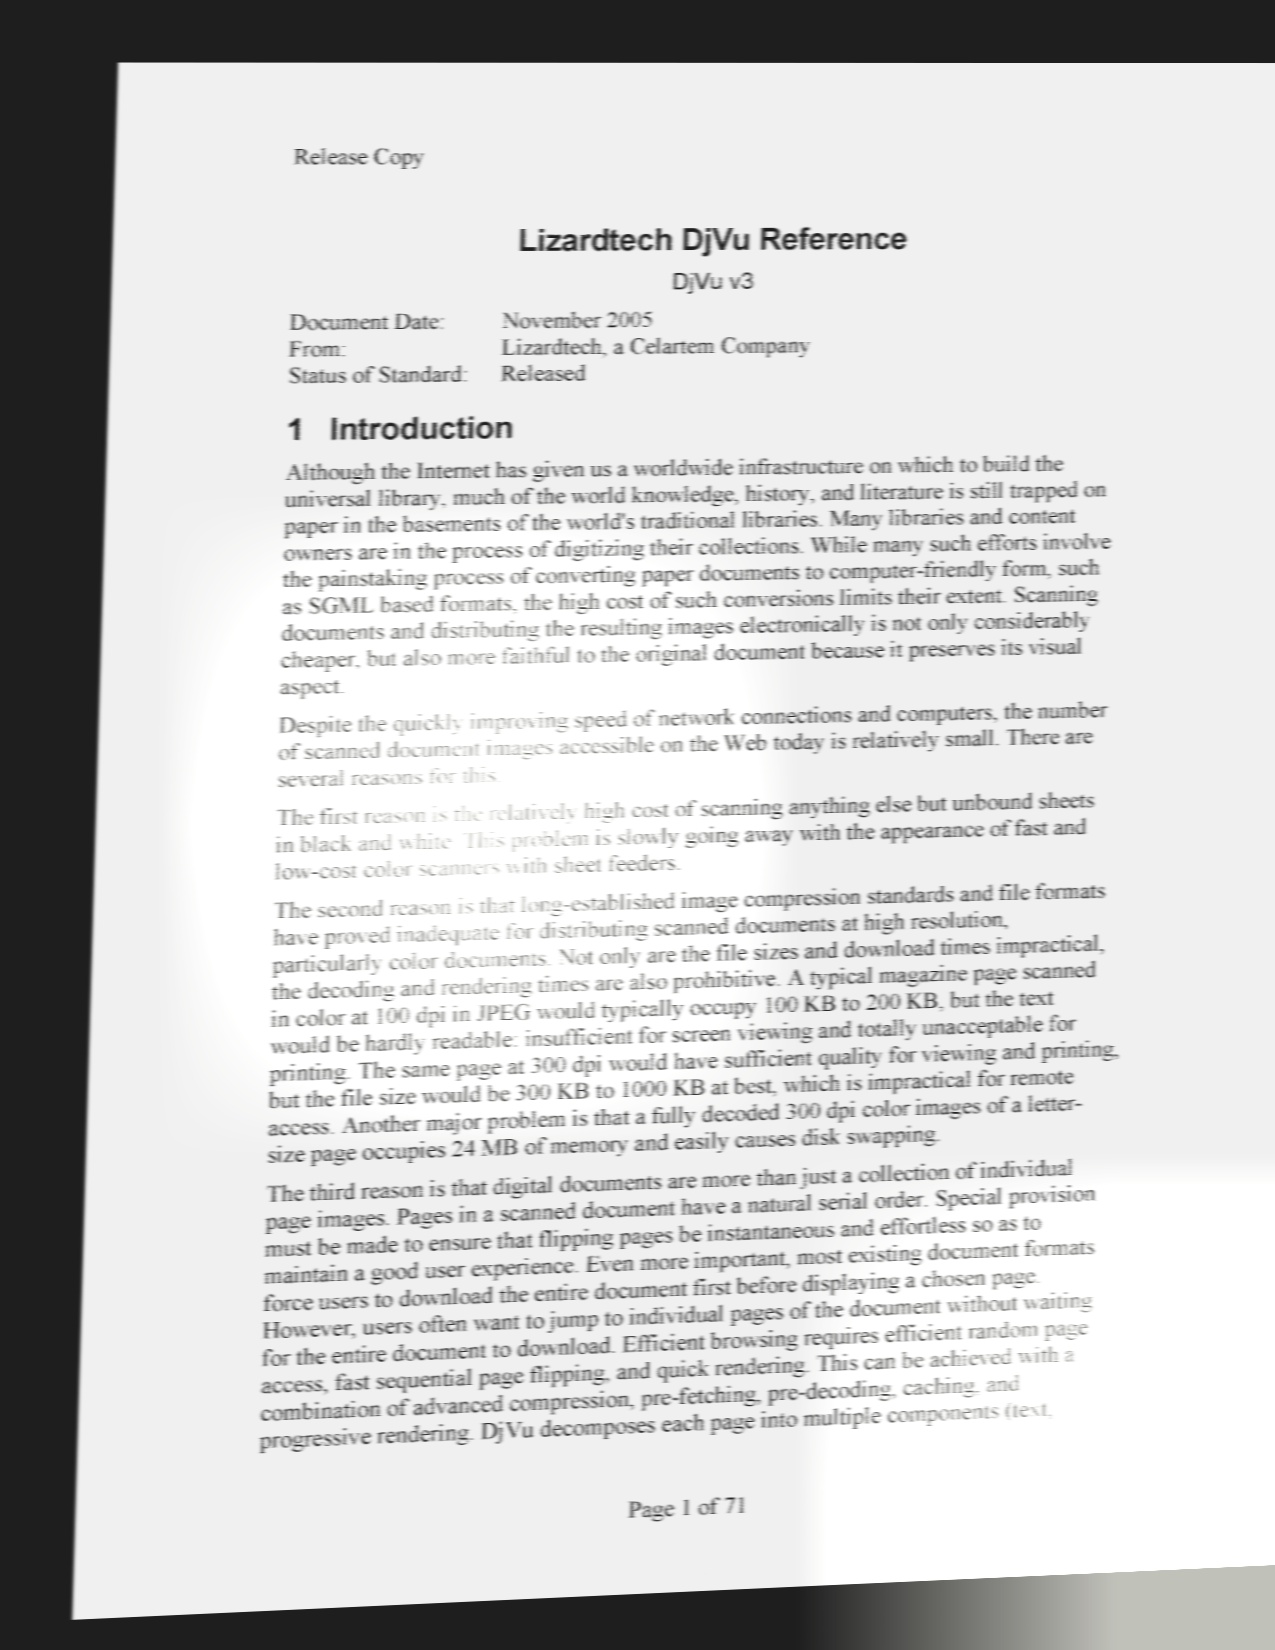 Release Copy
Lizardtech DjVu Reference
DjVu v3
Document Date: November 2005
From: Lizardtech, a Celartem Company
Status of Standard: Released
1 Introduction
Although the Internet has given us a worldwide infrastructure on which to build the
universal library, much of the world knowledge, history, and literature is still trapped on
paper in the basements of the world's traditional libraries. Many libraries and content
owners are in the process of digitizing their collections. While many such efforts involve
the painstaking process of converting paper documents to computer-friendly form, such
as SGML based formats, the high cost of such conversions limits their extent. Scanning
documents and distributing the resulting images electronically is not only considerably
cheaper, but also more faithful to the original document because it preserves its visual
aspect.
Despite the quickly improving speed of network connections and computers, the number
of scanned document images accessible on the Web today is relatively small. There are
several reasons for this.
The first reason is the relatively high cost of scanning anything else but unbound sheets
in black and white. This problem is slowly going away with the appearance of fast and
low-cost color scanners with sheet feeders.
The second reason is that long-established image compression standards and file formats
have proved inadequate for distributing scanned documents at high resolution,
particularly color documents. Not only are the file sizes and download times impractical,
the decoding and rendering times are also prohibitive. A typical magazine page scanned
in color at 100 dpi in JPEG would typically occupy 100 KB to 200 KB, but the text
would be hardly readable: insufficient for screen viewing and totally unacceptable for
printing. The same page at 300 dpi would have sufficient quality for viewing and printing,
but the file size would be 300 KB to 1000 KB at best, which is impractical for remote
access. Another major problem is that a fully decoded 300 dpi color images of a letter-
size page occupies 24 MB of memory and easily causes disk swapping.
The third reason is that digital documents are more than just a collection of individual
page images. Pages in a scanned document have a natural serial order. Special provision
must be made to ensure that flipping pages be instantaneous and effortless so as to
maintain a good user experience. Even more important, most existing document formats
force users to download the entire document first before displaying a chosen page.
However, users often want to jump to individual pages of the document without waiting
for the entire document to download. Efficient browsing requires efficient random page
access, fast sequential page flipping, and quick rendering. This can be achieved with a
combination of advanced compression, pre-fetching, pre-decoding, caching, and
progressive rendering. DjVu decomposes each page into multiple components (text,
Page 1 of 71